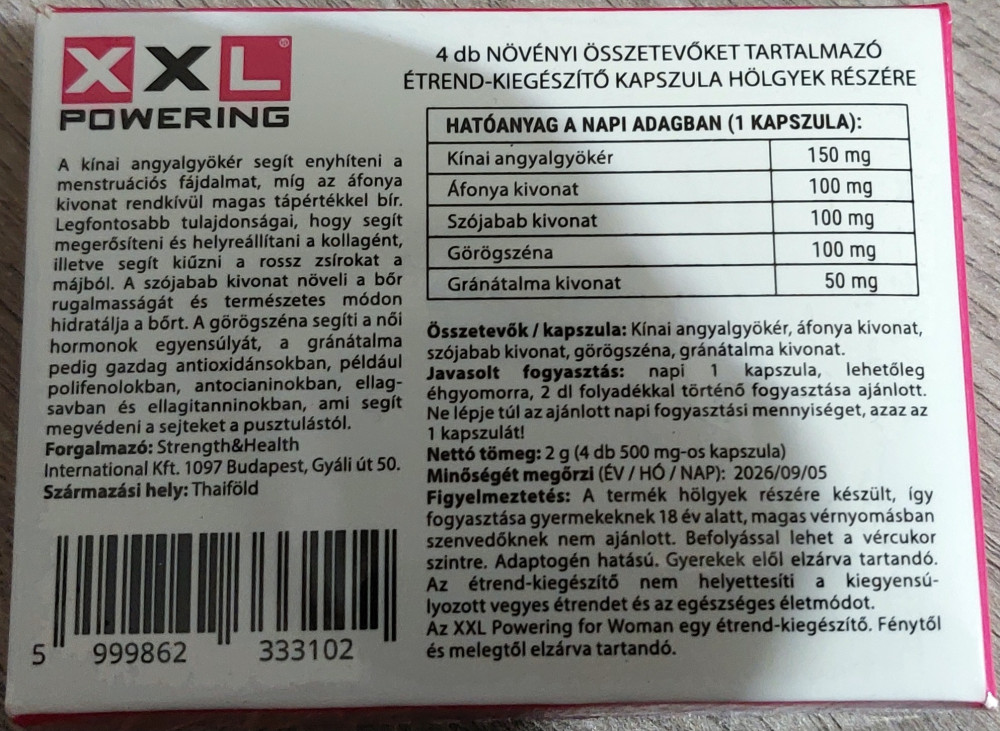 XXL®
POWERING
A kínai angyalgyökér segít enyhíteni a
menstruációs fájdalmat, míg az áfonya
kivonat rendkívül magas tápértékkel bír.
Legfontosabb tulajdonságai, hogy segít
megerősíteni és helyreállítani a kollagént,
illetve segít kiűzni a rossz zsírokat a
májból. A szójabab kivonat növeli a bőr
rugalmasságát és természetes módon
hidratálja a bőrt. A görögszéna segíti a női
hormonok egyensúlyát, a gránátalma
pedig gazdag antioxidánsokban, például
polifenolokban, antocianinokban, ellag-
savban és ellagitanninokban, ami segít
megvédeni a sejteket a pusztulástól.
Forgalmazó: Strength&Health
International Kft. 1097 Budapest, Gyáli út 50.
Származási hely: Thaiföld
5 999862 333102
4 db NÖVÉNYI ÖSSZETEVŐKET TARTALMAZÓ
ÉTREND-KIEGÉSZÍTŐ KAPSZULA HÖLGYEK RÉSZÉRE
HATÓANYAG A NAPI ADAGBAN (1 KAPSZULA):
Kínai angyalgyökér 150 mg
Áfonya kivonat 100 mg
Szójabab kivonat 100 mg
Görögszéna 100 mg
Gránátalma kivonat 50 mg
Összetevők / kapszula: Kínai angyalgyökér, áfonya kivonat,
szójabab kivonat, görögszéna, gránátalma kivonat.
Javasolt fogyasztás: napi 1 kapszula, lehetőleg
éhgyomorra, 2 dl folyadékkal történő fogyasztása ajánlott.
Ne lépje túl az ajánlott napi fogyasztási mennyiséget, azaz az
1 kapszulát!
Nettó tömeg: 2 g (4 db 500 mg-os kapszula)
Minőségét megőrzi (ÉV / HÓ / NAP): 2026/09/05
Figyelmeztetés: A termék hölgyek részére készült, így
fogyasztása gyermekeknek 18 év alatt, magas vérnyomásban
szenvedőknek nem ajánlott. Befolyással lehet a vércukor
szintre. Adaptogén hatású. Gyerekek elől elzárva tartandó.
Az étrend-kiegészítő nem helyettesíti a kiegyensú-
lyozott vegyes étrendet és az egészséges életmódot.
Az XXL Powering for Woman egy étrend-kiegészítő. Fénytől
és melegtől elzárva tartandó.